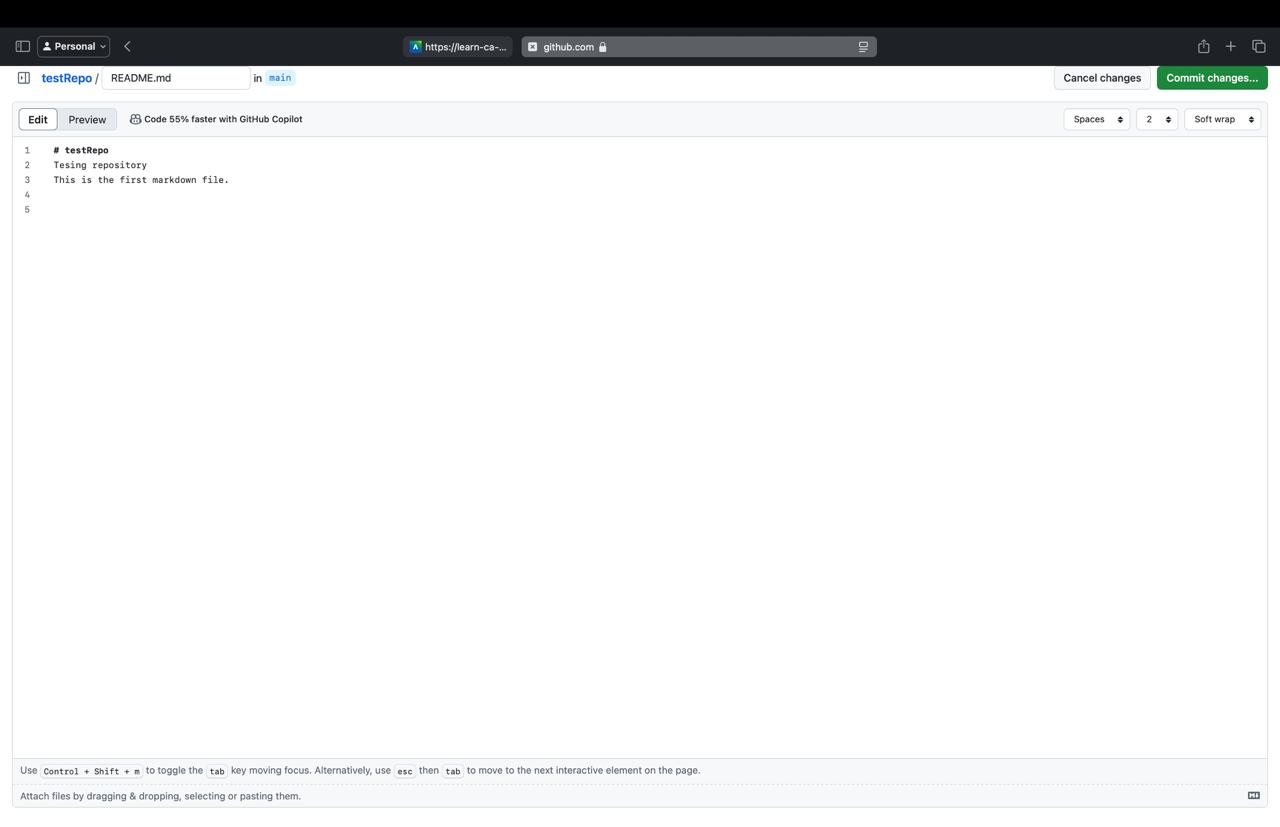 Personal
https://learn-ca-...
github.com
testRepo / README.md in main
Cancel changes
Commit changes...
Edit
Preview
Code 55% faster with GitHub Copilot
Spaces
2
Soft wrap
1 # testRepo
2 Tesing repository
3 This is the first markdown file.
4
5
Use Control + Shift + m to toggle the tab key moving focus. Alternatively, use esc then tab to move to the next interactive element on the page.
Attach files by dragging & dropping, selecting or pasting them.